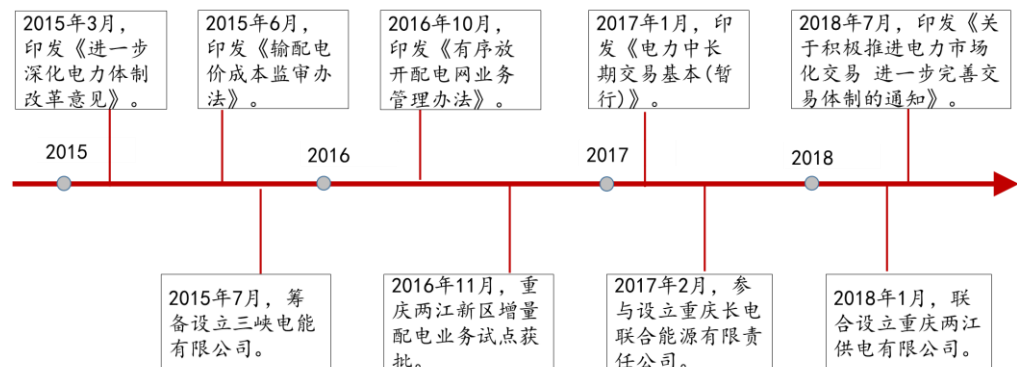 2015年3月，
印发《进一步
深化电力体制
改革意见》。
2015年6月，
印发《输配电
价成本监审办
法》。
2016年10月，
印发《有序放
开配电网业务
管理办法》。
2017年1月，印
发《电力中长
期交易基本(暂
行)》。
2018年7月，印发《关
于积极推进电力市场
化交易 进一步完善交
易体制的通知》。
2015
2016
2017
2018
2015年7月，筹
备设立三峡电能
有限公司。
2016年11月，重
庆两江新区增量
配电业务试点获
批。
2017年2月，参
与设立重庆长电
联合能源有限责
任公司。
2018年1月，联
合设立重庆两江
供电有限公司。